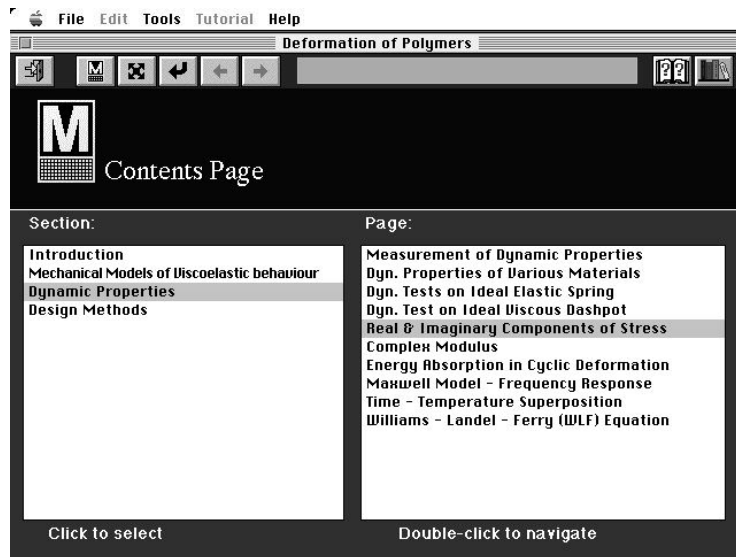 File Edit Tools Tutorial Help
Deformation of Polymers
M
??
M
Contents Page
Section:
Introduction
Mechanical Models of Viscoelastic behaviour
Dynamic Properties
Design Methods
Click to select
Page:
Measurement of Dynamic Properties
Dyn. Properties of Various Materials
Dyn. Tests on Ideal Elastic Spring
Dyn. Test on Ideal Viscous Dashpot
Real & Imaginary Components of Stress
Complex Modulus
Energy Absorption in Cyclic Deformation
Maxwell Model - Frequency Response
Time - Temperature Superposition
Williams - Landel - Ferry (WLF) Equation
Double-click to navigate